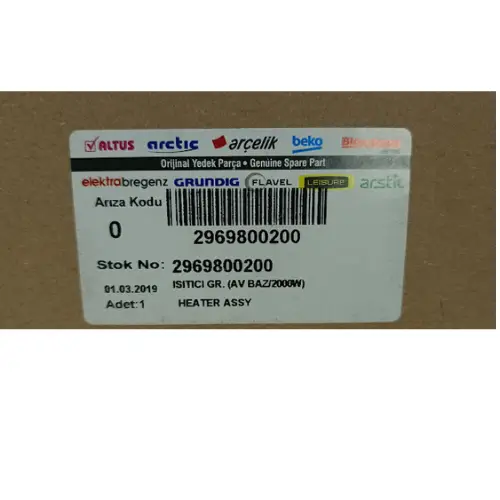 ALTUS arctic arçelik beko
Orijinal Yedek Parça • Genuine Spare Part
elektrabregenz GRUNDIG FLAVEL LEISURE arstil
Arıza Kodu
0
2969800200
Stok No: 2969800200
01.03.2019 ISITICI GR. (AV BAZ/2000W)
Adet:1 HEATER ASSY